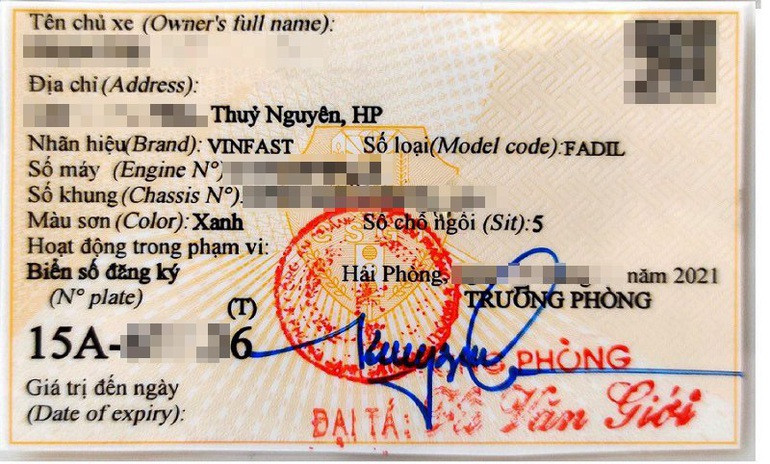 Tên chủ xe (Owner's full name):
Địa chỉ (Address):
Thuỷ Nguyên, HP
Nhãn hiệu(Brand): VINFAST Số loại(Model code):FADIL
Số máy (Engine N°)
Số khung(Chassis N°).
Màu sơn (Color): Xanh Số chỗ ngồi (Sit): 5
Hoạt động trong phạm vi:
Biển số đăng ký Hải Phòng, năm 2021
(N° plate) TRƯỞNG PHÒNG
(T)
15A- 6
PHÒNG
Giá trị đến ngày
(Date of expiry):
ĐẠI TÁ: Văn Giới